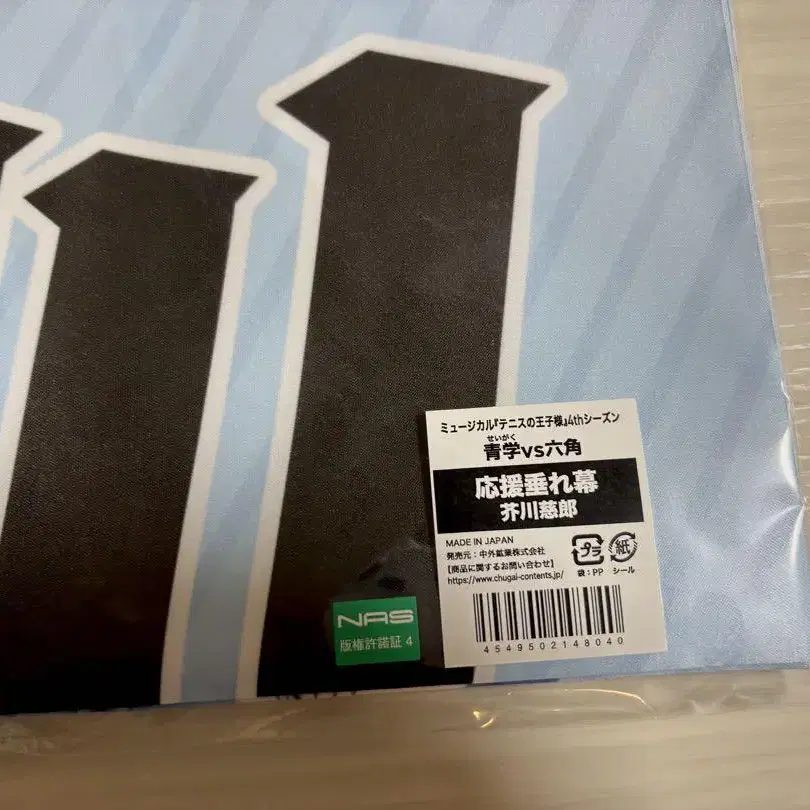 ミュージカル『テニスの王子様』4thシーズン
せいがく
青学vs六角
応援垂れ幕
芥川慈郎
MADE IN JAPAN
発売元：中外鉱業株式会社
【商品に関するお問い合わせ】
https://www.chugai-contents.jp/
プラ
紙
袋：PP
シール
4549502148040
NAS
版権許諾証 4